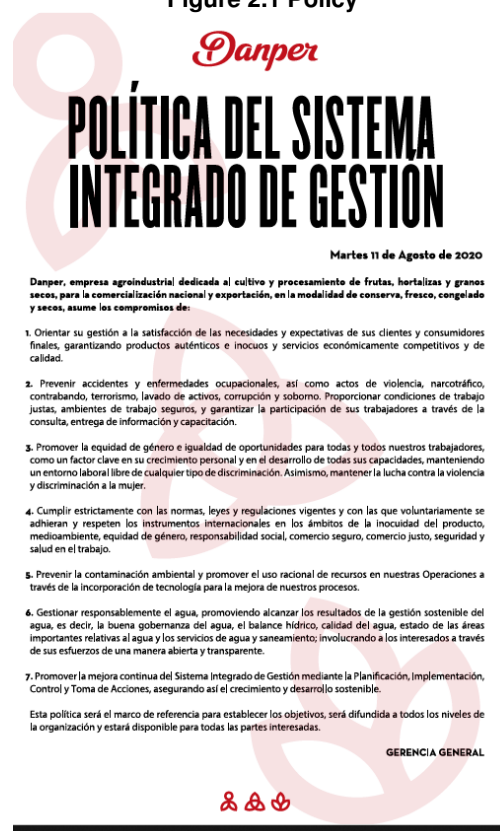 Figure 2.1 Policy
Danper
POLÍTICA DEL SISTEMA
INTEGRADO DE GESTIÓN
Martes 11 de Agosto de 2020
Danper, empresa agroindustrial dedicada al cultivo y procesamiento de frutas, hortalizas y granos
secos, para la comercialización nacional y exportación, en la modalidad de conserva, fresco, congelado
y secos, asume los compromisos de:
1. Orientar su gestión a la satisfacción de las necesidades y expectativas de sus clientes y consumidores
finales, garantizando productos auténticos e inocuos y servicios económicamente competitivos y de
calidad.
2. Prevenir accidentes y enfermedades ocupacionales, así como actos de violencia, narcotráfico,
contrabando, terrorismo, lavado de activos, corrupción y soborno. Proporcionar condiciones de trabajo
justas, ambientes de trabajo seguros, y garantizar la participación de sus trabajadores a través de la
consulta, entrega de información y capacitación.
3. Promover la equidad de género e igualdad de oportunidades para todas y todos nuestros trabajadores,
como un factor clave en su crecimiento personal y en el desarrollo de todas sus capacidades, manteniendo
un entorno laboral libre de cualquier tipo de discriminación. Asimismo, mantener la lucha contra la violencia
y discriminación a la mujer.
4. Cumplir estrictamente con las normas, leyes y regulaciones vigentes y con las que voluntariamente se
adhieran y respeten los instrumentos internacionales en los ámbitos de la inocuidad del producto,
medioambiente, equidad de género, responsabilidad social, comercio seguro, comercio justo, seguridad y
salud en el trabajo.
5. Prevenir la contaminación ambiental y promover el uso racional de recursos en nuestras Operaciones a
través de la incorporación de tecnología para la mejora de nuestros procesos.
6. Gestionar responsablemente el agua, promoviendo alcanzar los resultados de la gestión sostenible del
agua, es decir, la buena gobernanza del agua, el balance hídrico, calidad del agua, estado de las áreas
importantes relativas al agua y los servicios de agua y saneamiento; involucrando a los interesados a través
de sus esfuerzos de una manera abierta y transparente.
7. Promover la mejora continua del Sistema Integrado de Gestión mediante la Planificación, Implementación,
Control y Toma de Acciones, asegurando así el crecimiento y desarrollo sostenible.
Esta política será el marco de referencia para establecer los objetivos, será difundida a todos los niveles de
la organización y estará disponible para todas las partes interesadas.
GERENCIA GENERAL